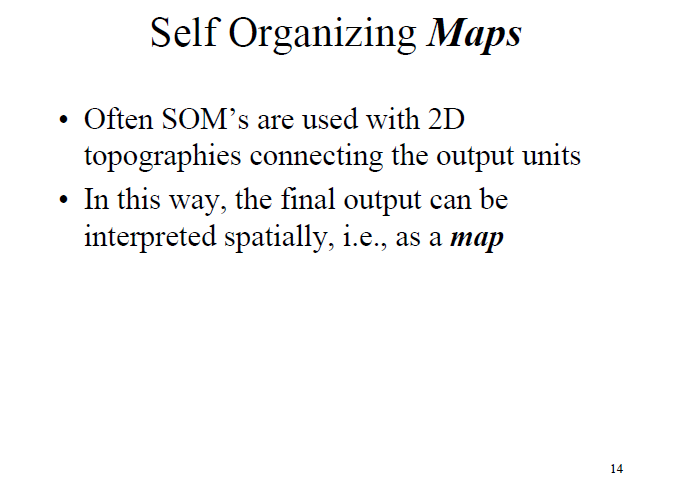 Self Organizing Maps
• Often SOM’s are used with 2D
topographies connecting the output units
• In this way, the final output can be
interpreted spatially, i.e., as a map
14